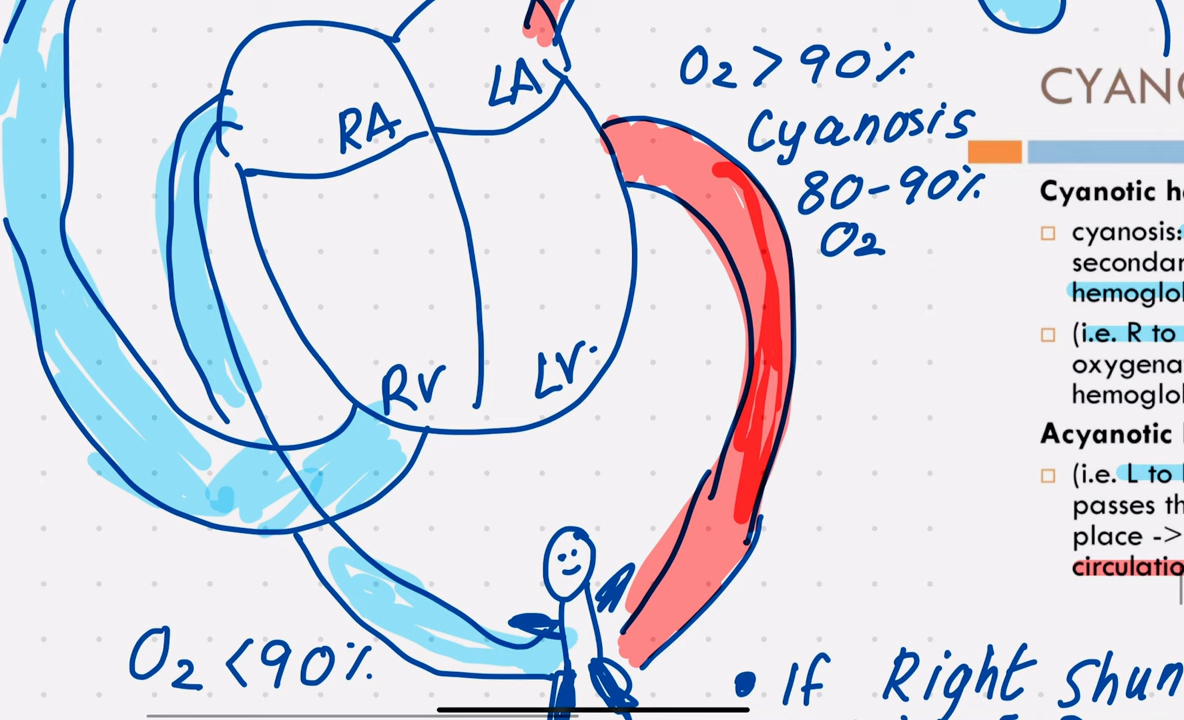 O₂ > 90%
Cyanosis
80-90%
O₂
LA
RA
RV
LV
O₂ < 90%
• If Right Shun
CYAN
Cyanotic h
cyanosis:
secondar
hemoglo
(i.e. R to
oxygena
hemoglo
Acyanotic
(i.e. L to
passes th
place ->
circulatio